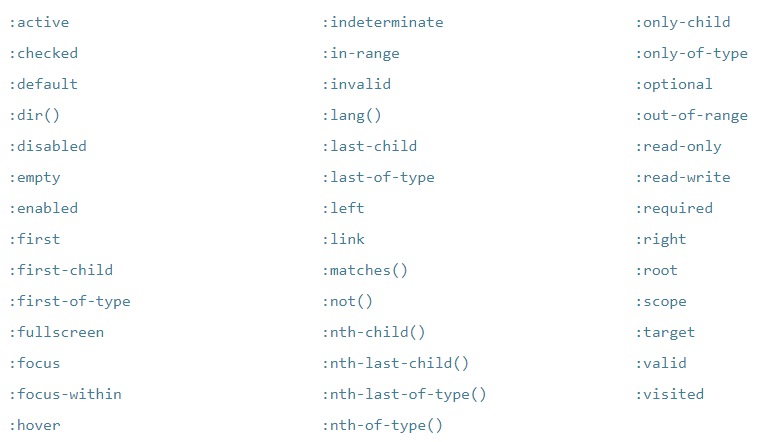 :active
:checked
:default
:dir()
:disabled
:empty
:enabled
:first
:first-child
:first-of-type
:fullscreen
:focus
:focus-within
:hover
:indeterminate
:in-range
:invalid
:lang()
:last-child
:last-of-type
:left
:link
:matches()
:not()
:nth-child()
:nth-last-child()
:nth-last-of-type()
:nth-of-type()
:only-child
:only-of-type
:optional
:out-of-range
:read-only
:read-write
:required
:right
:root
:scope
:target
:valid
:visited